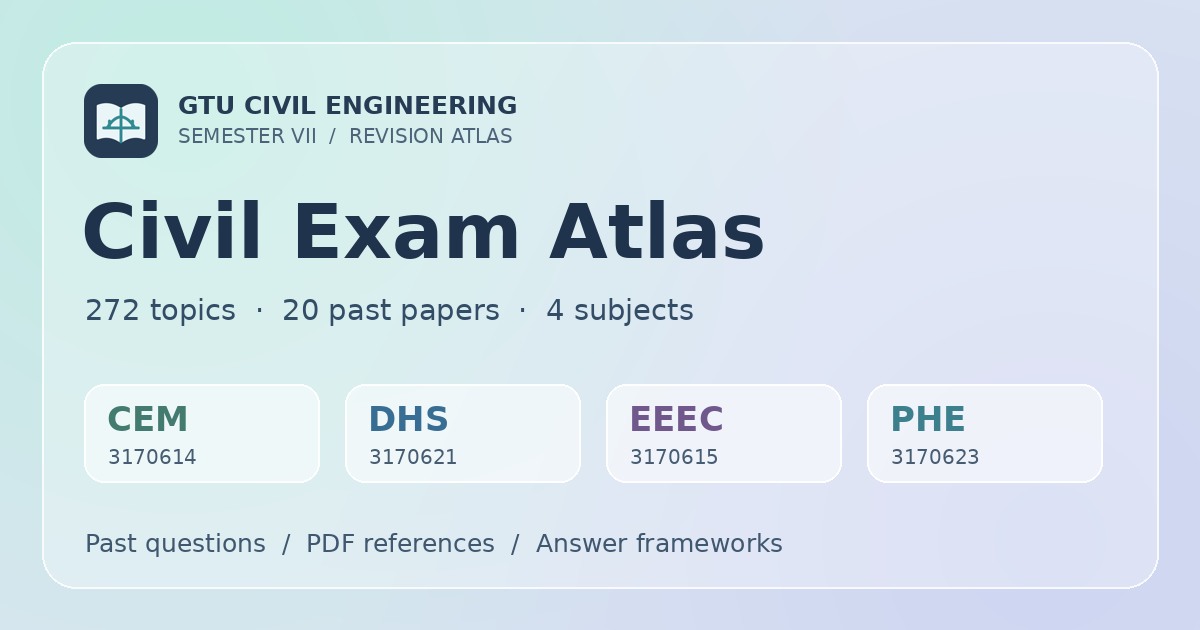 GTU CIVIL ENGINEERING
SEMESTER VII / REVISION ATLAS
Civil Exam Atlas
272 topics · 20 past papers · 4 subjects
CEM
3170614
DHS
3170621
EEEC
3170615
PHE
3170623
Past questions / PDF references / Answer frameworks